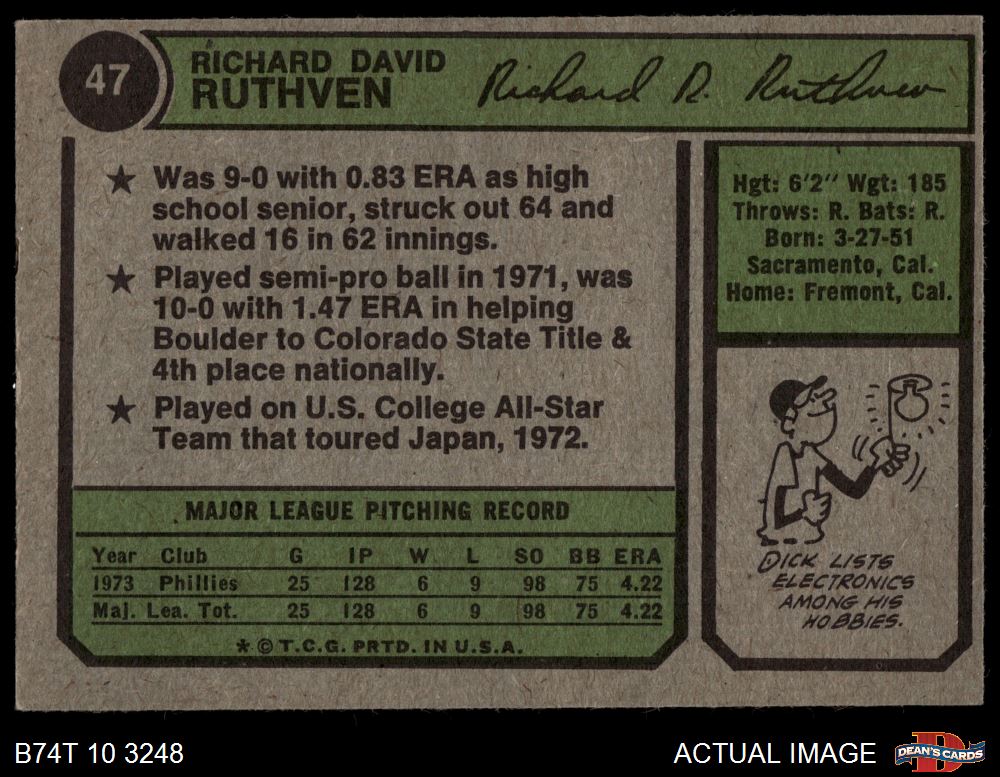 47
RICHARD DAVID
RUTHVEN
Richard D. Ruthven
★ Was 9-0 with 0.83 ERA as high
school senior, struck out 64 and
walked 16 in 62 innings.
★ Played semi-pro ball in 1971, was
10-0 with 1.47 ERA in helping
Boulder to Colorado State Title &
4th place nationally.
★ Played on U.S. College All-Star
Team that toured Japan, 1972.
Hgt: 6'2" Wgt: 185
Throws: R. Bats: R.
Born: 3-27-51
Sacramento, Cal.
Home: Fremont, Cal.
DICK LISTS
ELECTRONICS
AMONG HIS
HOBBIES.
MAJOR LEAGUE PITCHING RECORD
Year Club G IP W L SO BB ERA
1973 Phillies 25 128 6 9 98 75 4.22
Maj. Lea. Tot. 25 128 6 9 98 75 4.22
* © T.C.G. PRTD. IN U.S.A.
B74T 10 3248
ACTUAL IMAGE
DEAN'S CARDS